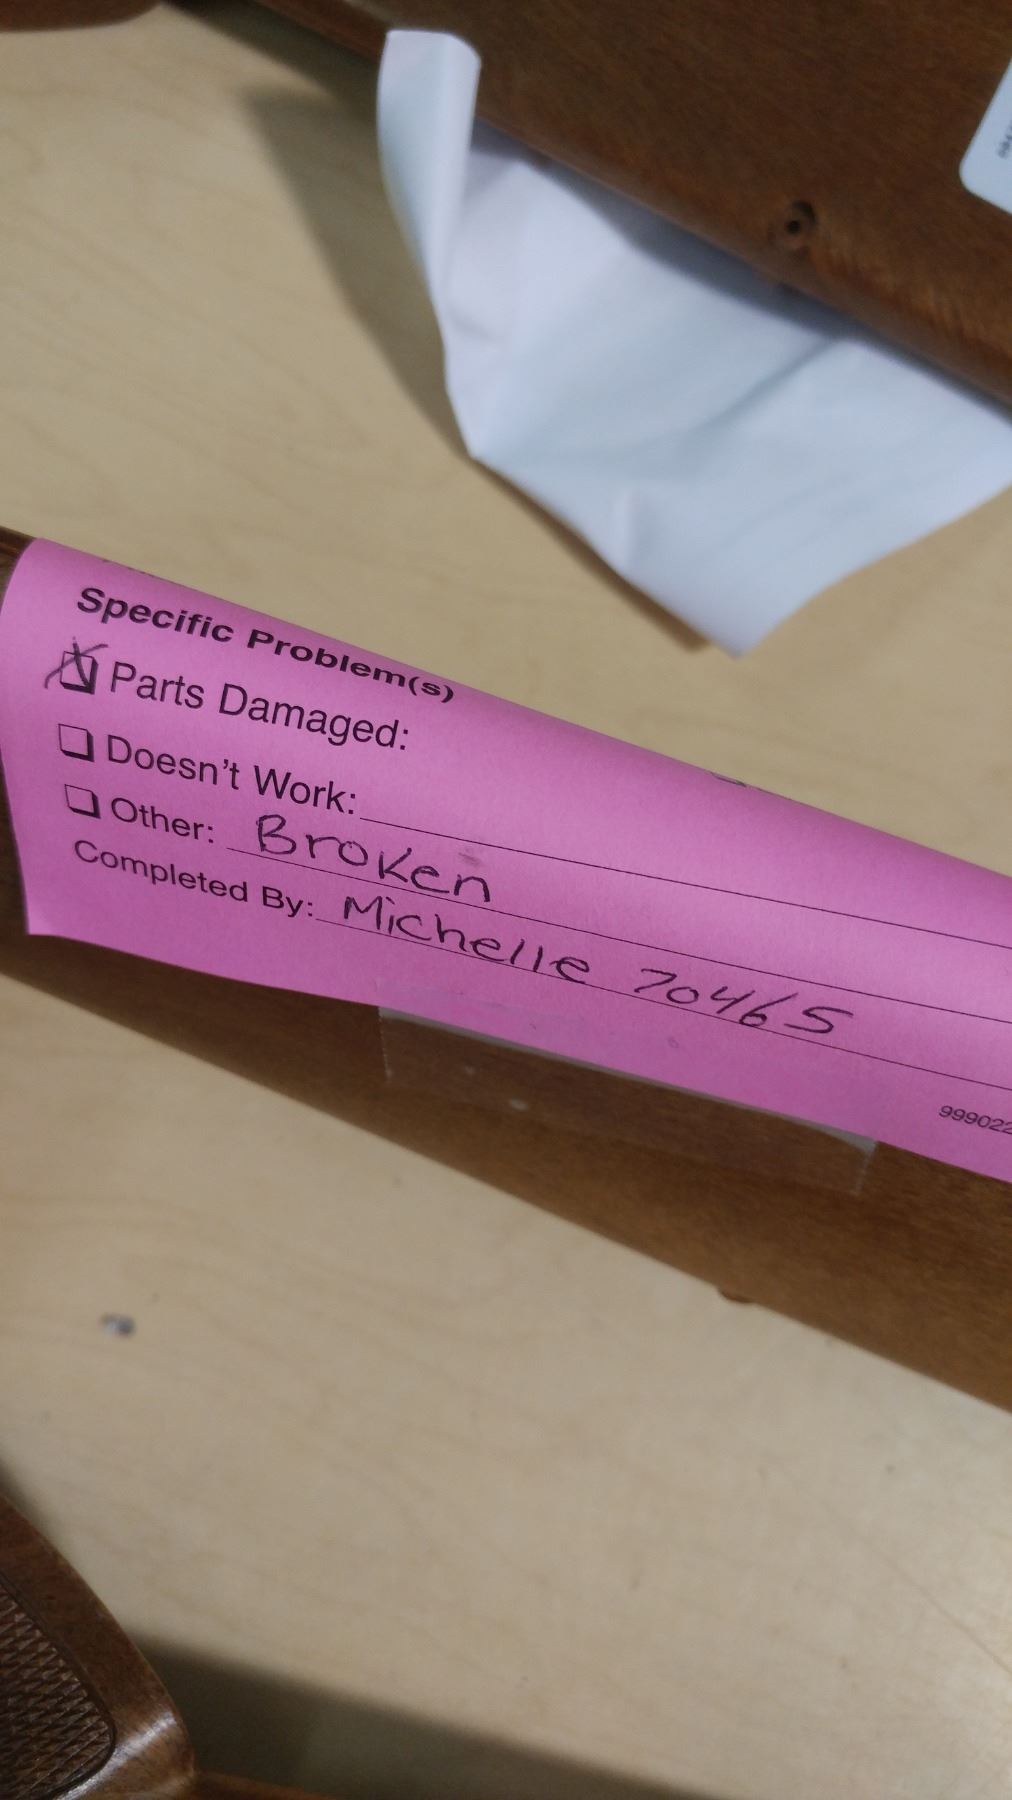 Specific Problem(s)
Parts Damaged:
Doesn't Work:
Other: Broken
Completed By: Michelle 70465
999022